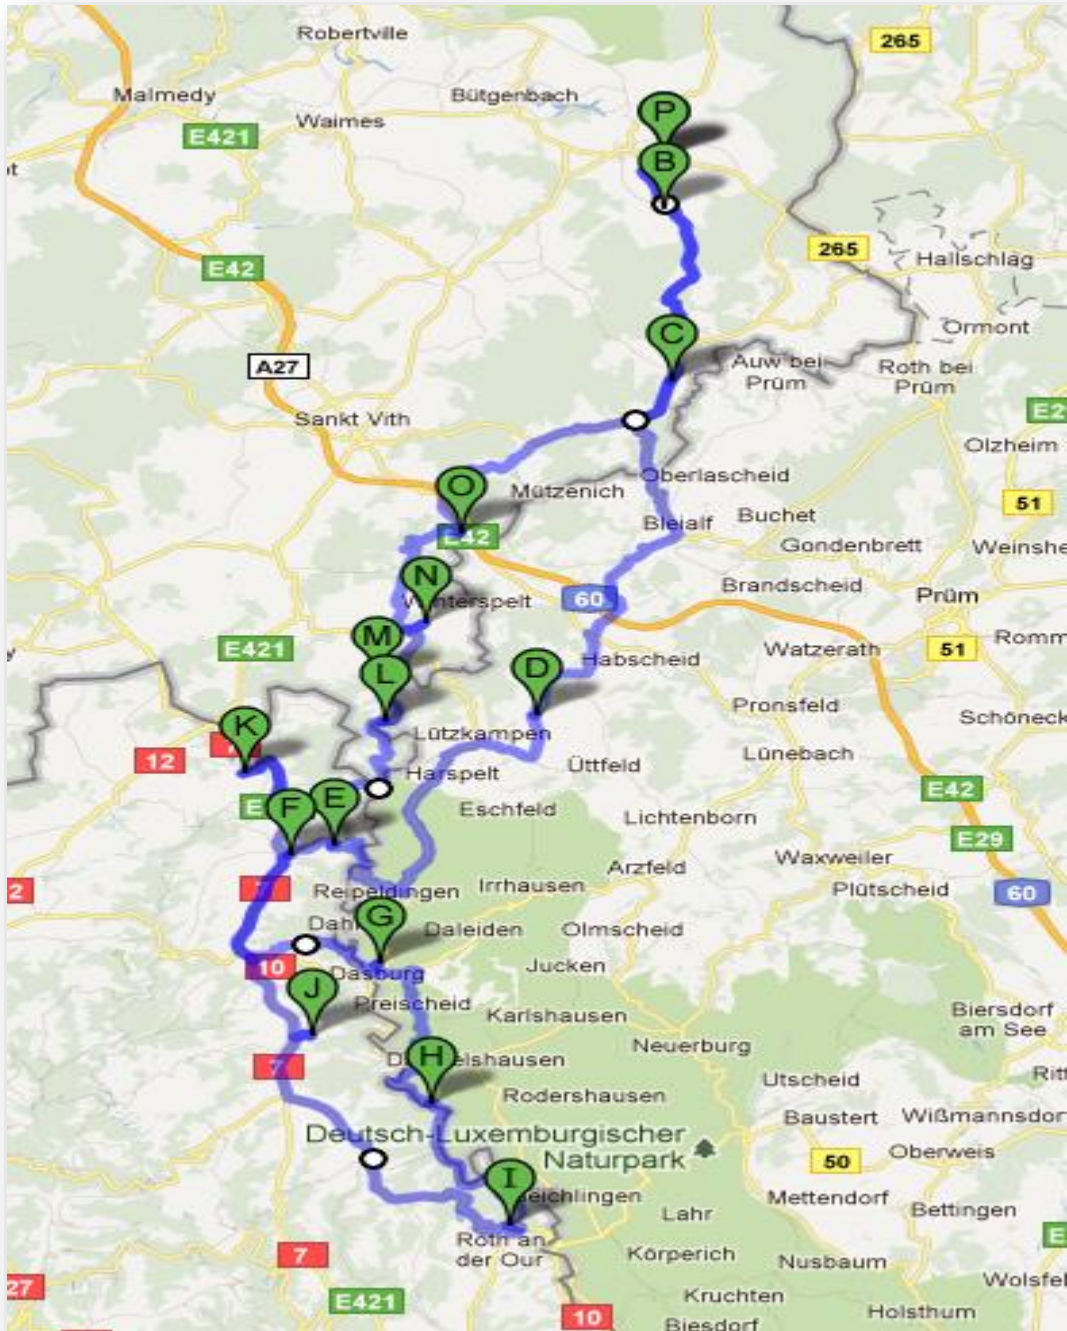 Robertville
265
Malmedy
Bütgenbach
P
Waimes
E421
B
265
E42
Hallschlag
C
Ormont
A27
Auw bei
Prüm
Roth bei
Prüm
Sankt Vith
Olzheim
Oberlascheid
O
Mützenich
51
Bleialf
Buchet
E42
Gondenbrett
N
Brandscheid
60
Winterspelt
Prüm
M
E421
Watzerath
51
Habscheid
D
L
Pronsfeld
Schöneck
K
Lützkampen
Lünebach
12
Üttfeld
Harspelt
E42
E
F
Eschfeld
Lichtenborn
E29
Waxweiler
Arzfeld
Reipeldingen
Irrhausen
Plütscheid
60
G
Daleiden
Olmscheid
10
Jucken
Dasburg
J
Preischeid
Karlshausen
Biersdorf
am See
Neuerburg
H
7
Utscheid
Rodershausen
Baustert
Deutsch-Luxemburgischer
Naturpark
Oberweis
50
I
Mettendorf
Bettingen
Lahr
Roth an
der Our
7
Körperich
Nusbaum
E421
Kruchten
10
Holsthum
Biesdorf